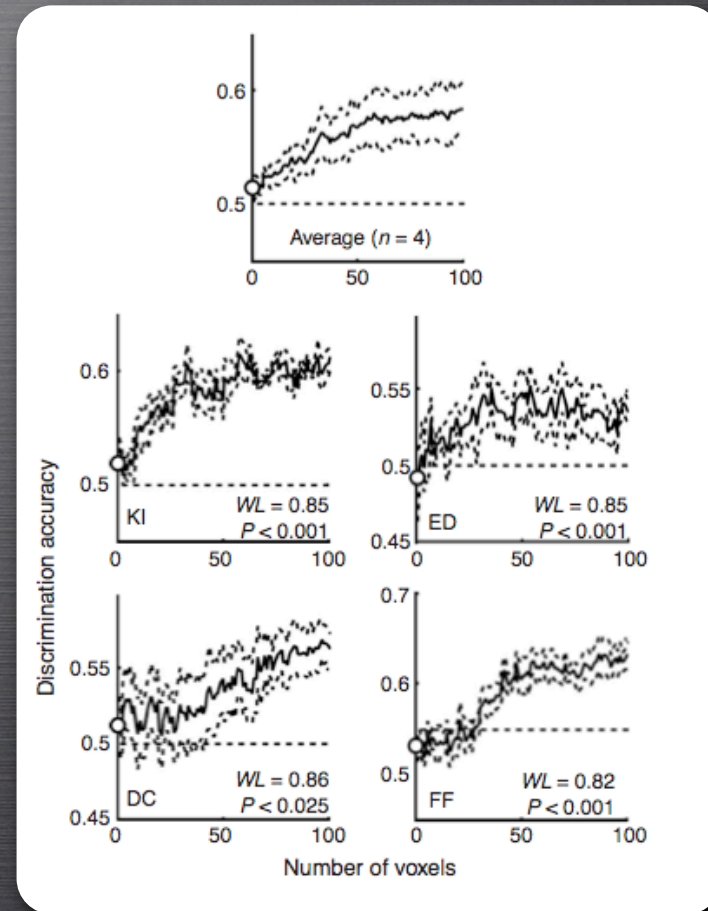 0.6
0.5
Average (n = 4)
0
50
100
Discrimination accuracy
0.6
0.5
KI
WL = 0.85
P < 0.001
0
50
100
0.55
0.5
0.45
ED
WL = 0.85
P < 0.001
0
50
100
0.55
0.5
0.45
DC
WL = 0.86
P < 0.025
0
50
100
0.7
0.6
0.5
FF
WL = 0.82
P < 0.001
0
50
100
Number of voxels